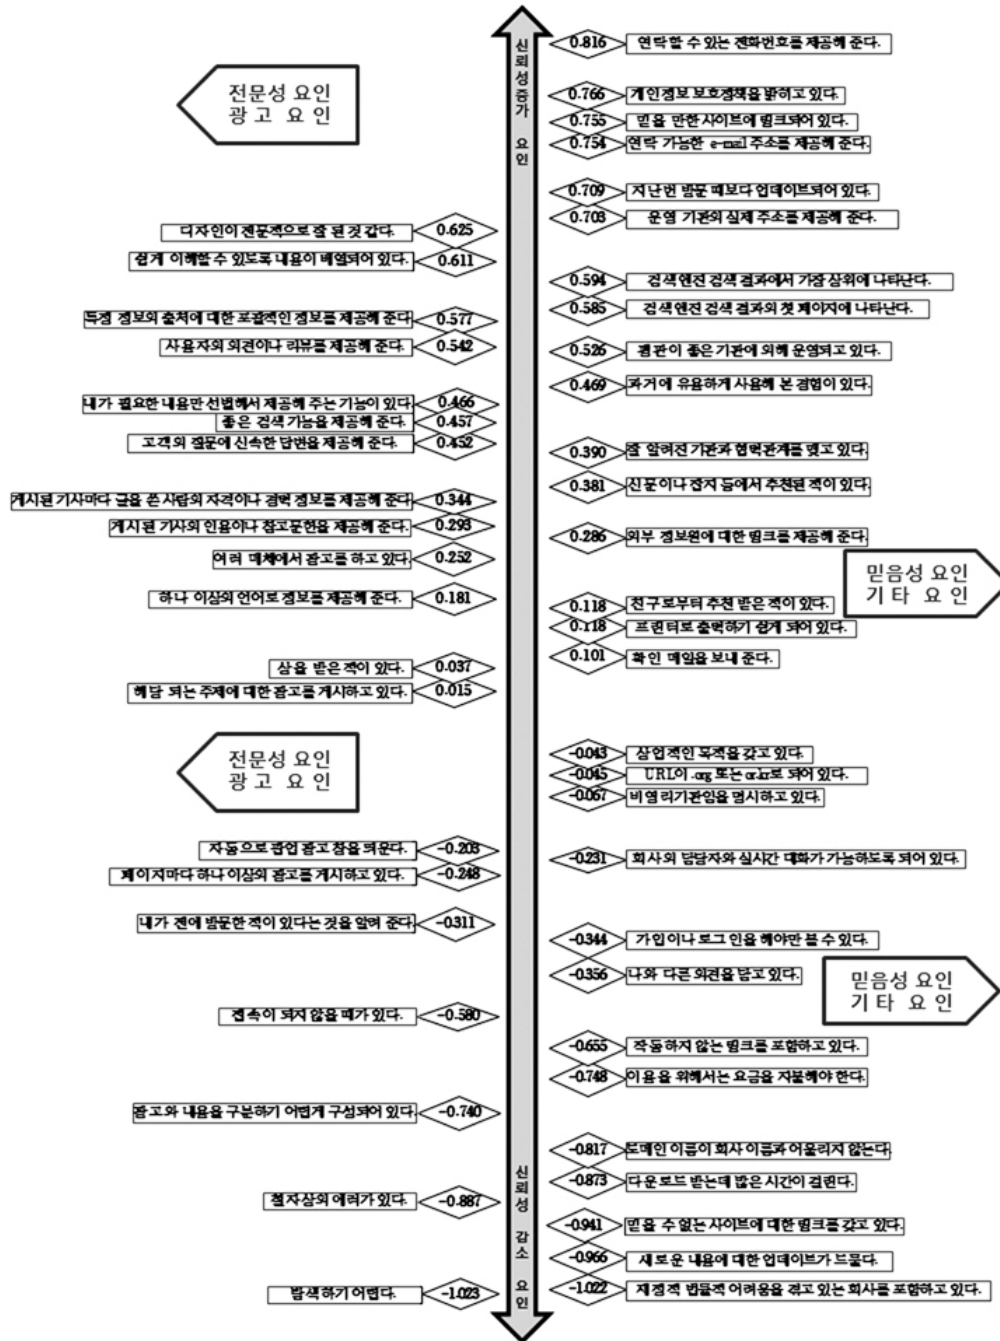 신뢰성증가 요인
전문성 요인
광고 요인
디자인이 전문적으로 잘 된 것 같다. 0.625
쉽게 이해할 수 있도록 내용이 배열되어 있다. 0.611
특정 정보의 출처에 대한 포괄적인 정보를 제공해 준다. 0.577
사용자의 의견이나 리뷰를 제공해 준다. 0.542
내가 필요한 내용만 선별해서 제공해 주는 기능이 있다. 0.466
좋은 검색 기능을 제공해 준다. 0.457
고객의 질문에 신속한 답변을 제공해 준다. 0.452
게시된 기사마다 글을 쓴 사람의 자격이나 경력 정보를 제공해 준다. 0.344
게시된 기사의 인용이나 참고문헌을 제공해 준다. 0.293
여러 매체에서 광고를 하고 있다. 0.252
하나 이상의 언어로 정보를 제공해 준다. 0.181
상을 받은 적이 있다. 0.037
해당 되는 주제에 대한 광고를 게시하고 있다. 0.015
0.816 연락할 수 있는 전화번호를 제공해 준다.
0.766 개인정보 보호정책을 밝히고 있다.
0.755 믿을 만한 사이트에 링크되어 있다.
0.754 연락 가능한 e-mail 주소를 제공해 준다.
0.709 지난번 방문 때보다 업데이트되어 있다.
0.703 운영 기관의 실제 주소를 제공해 준다.
0.594 검색엔진 검색 결과에서 가장 상위에 나타난다.
0.585 검색엔진 검색 결과의 첫 페이지에 나타난다.
0.526 평판이 좋은 기관에 의해 운영되고 있다.
0.469 과거에 유용하게 사용해 본 경험이 있다.
0.390 잘 알려진 기관과 협력관계를 맺고 있다.
0.381 신문이나 잡지 등에서 추천된 적이 있다.
0.286 외부 정보원에 대한 링크를 제공해 준다.
믿음성 요인
기타 요인
0.118 친구로부터 추천 받은 적이 있다.
0.118 프린터로 출력하기 쉽게 되어 있다.
0.101 확인 메일을 보내 준다.
전문성 요인
광고 요인
자동으로 팝업 광고 창을 띄운다. -0.203
페이지마다 하나 이상의 광고를 게시하고 있다. -0.248
내가 전에 방문한 적이 있다는 것을 알려 준다. -0.311
접속이 되지 않을 때가 있다. -0.580
광고와 내용을 구분하기 어렵게 구성되어 있다. -0.740
철자상의 에러가 있다. -0.887
탐색하기 어렵다. -1.023
-0.043 상업적인 목적을 갖고 있다.
-0.045 URL이 .org 또는 or.kr로 되어 있다.
-0.067 비영리기관임을 명시하고 있다.
-0.231 회사의 담당자와 실시간 대화가 가능하도록 되어 있다.
-0.344 가입이나 로그인을 해야만 볼 수 있다.
-0.356 나와 다른 의견을 담고 있다.
믿음성 요인
기타 요인
-0.655 작동하지 않는 링크를 포함하고 있다.
-0.748 이용을 위해서는 요금을 지불해야 한다.
-0.817 도메인 이름이 회사 이름과 어울리지 않는다.
-0.873 다운로드 받는데 많은 시간이 걸린다.
-0.941 믿을 수 없는 사이트에 대한 링크를 갖고 있다.
-0.966 새로운 내용에 대한 업데이트가 드물다.
-1.022 재정적 법률적 어려움을 겪고 있는 회사를 포함하고 있다.
신뢰성 감소 요인